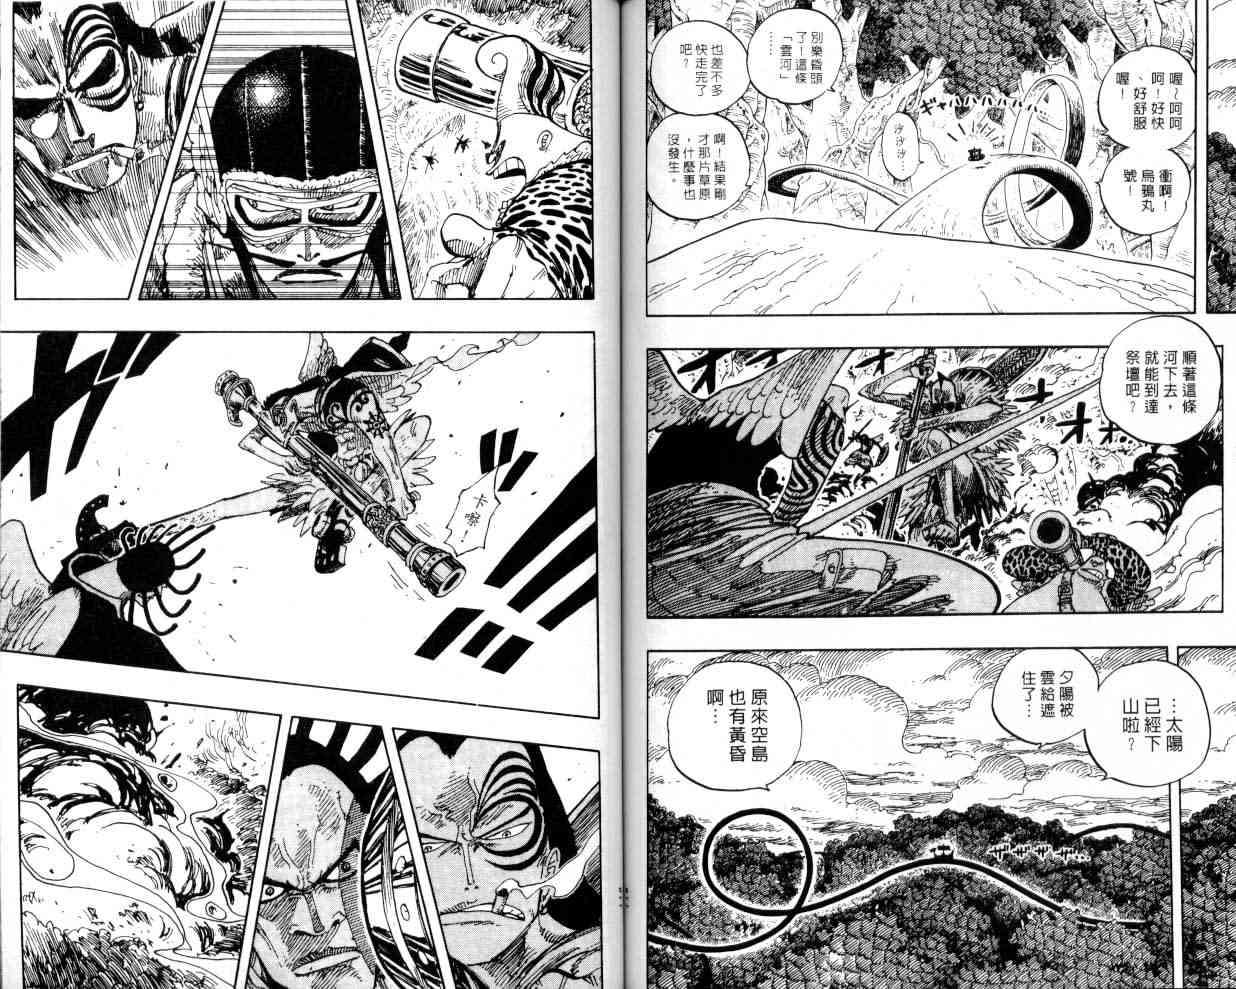 喔～呵呵
呵！好快
、好舒服
喔！
衝啊！
烏鴉丸
號！
別樂昏頭
了！這條
「雲河」
……
也差不多
快走完了
吧？
啊！結果剛
才那片草原
，什麼事也
沒發生。
沙沙沙…
順著這條
河下去，
就能到達
祭壇吧？
…太陽
已經下
山啦？
夕陽被
雲給遮
住了…
原來空島
也有黃昏
啊…
卡嚓！